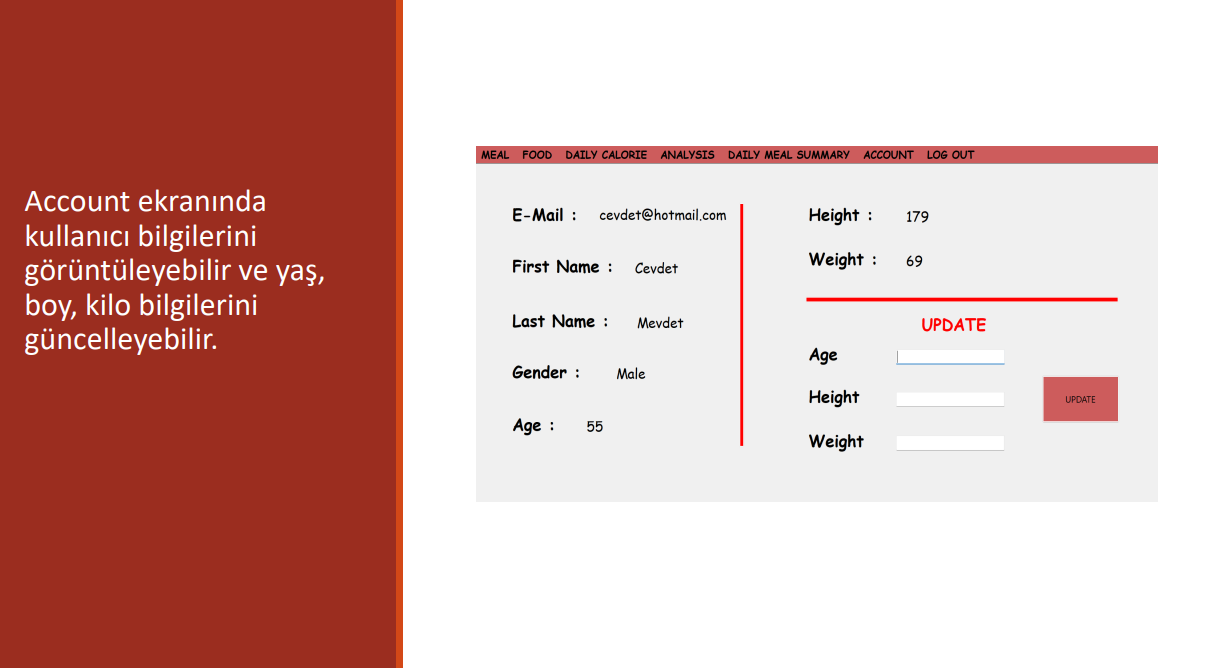 Account ekranında
kullanıcı bilgilerini
görüntüleyebilir ve yaş,
boy, kilo bilgilerini
güncelleyebilir.
MEAL FOOD DAILY CALORIE ANALYSIS DAILY MEAL SUMMARY ACCOUNT LOG OUT
E-Mail : cevdet@hotmail.com
First Name : Cevdet
Last Name : Mevdet
Gender : Male
Age : 55
Height : 179
Weight : 69
UPDATE
Age
Height
Weight
UPDATE